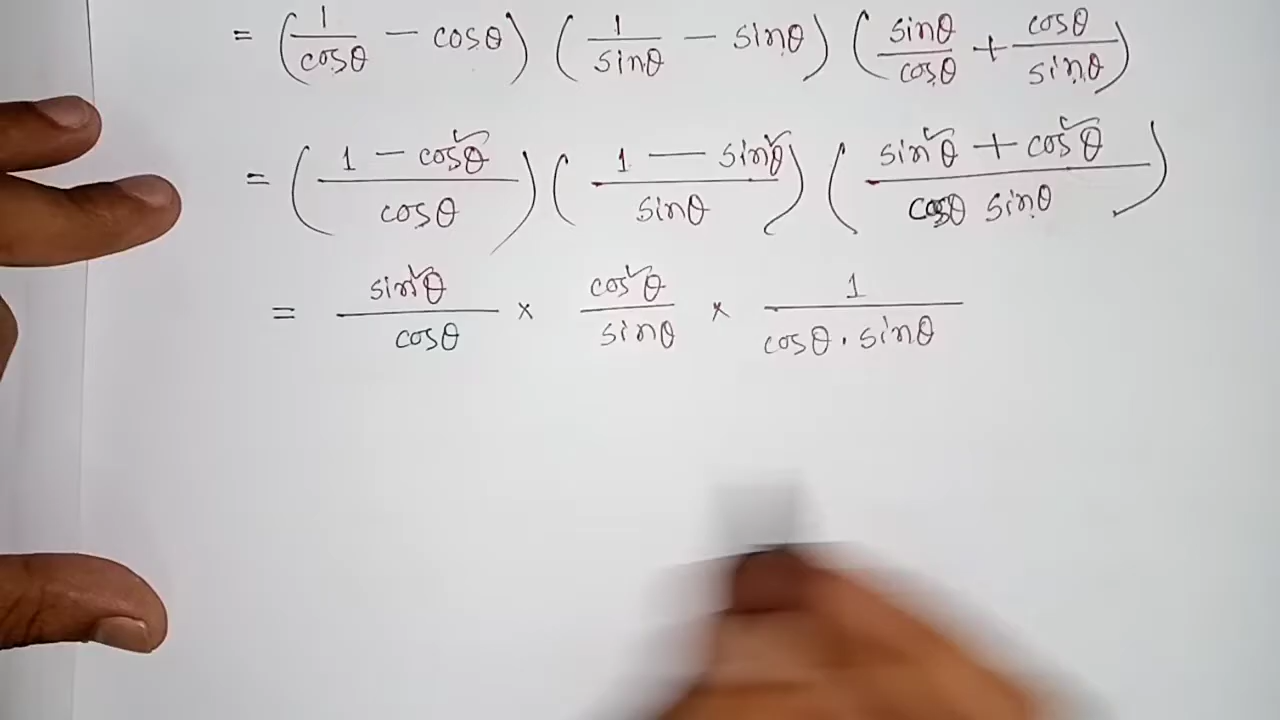 = (1/cosθ − cosθ) (1/sinθ − sinθ) (sinθ/cosθ + cosθ/sinθ)
= ((1 − cos²θ)/cosθ) ((1 − sin²θ)/sinθ) ((sin²θ + cos²θ)/(cosθ sinθ))
= sin²θ/cosθ × cos²θ/sinθ × 1/(cosθ · sinθ)